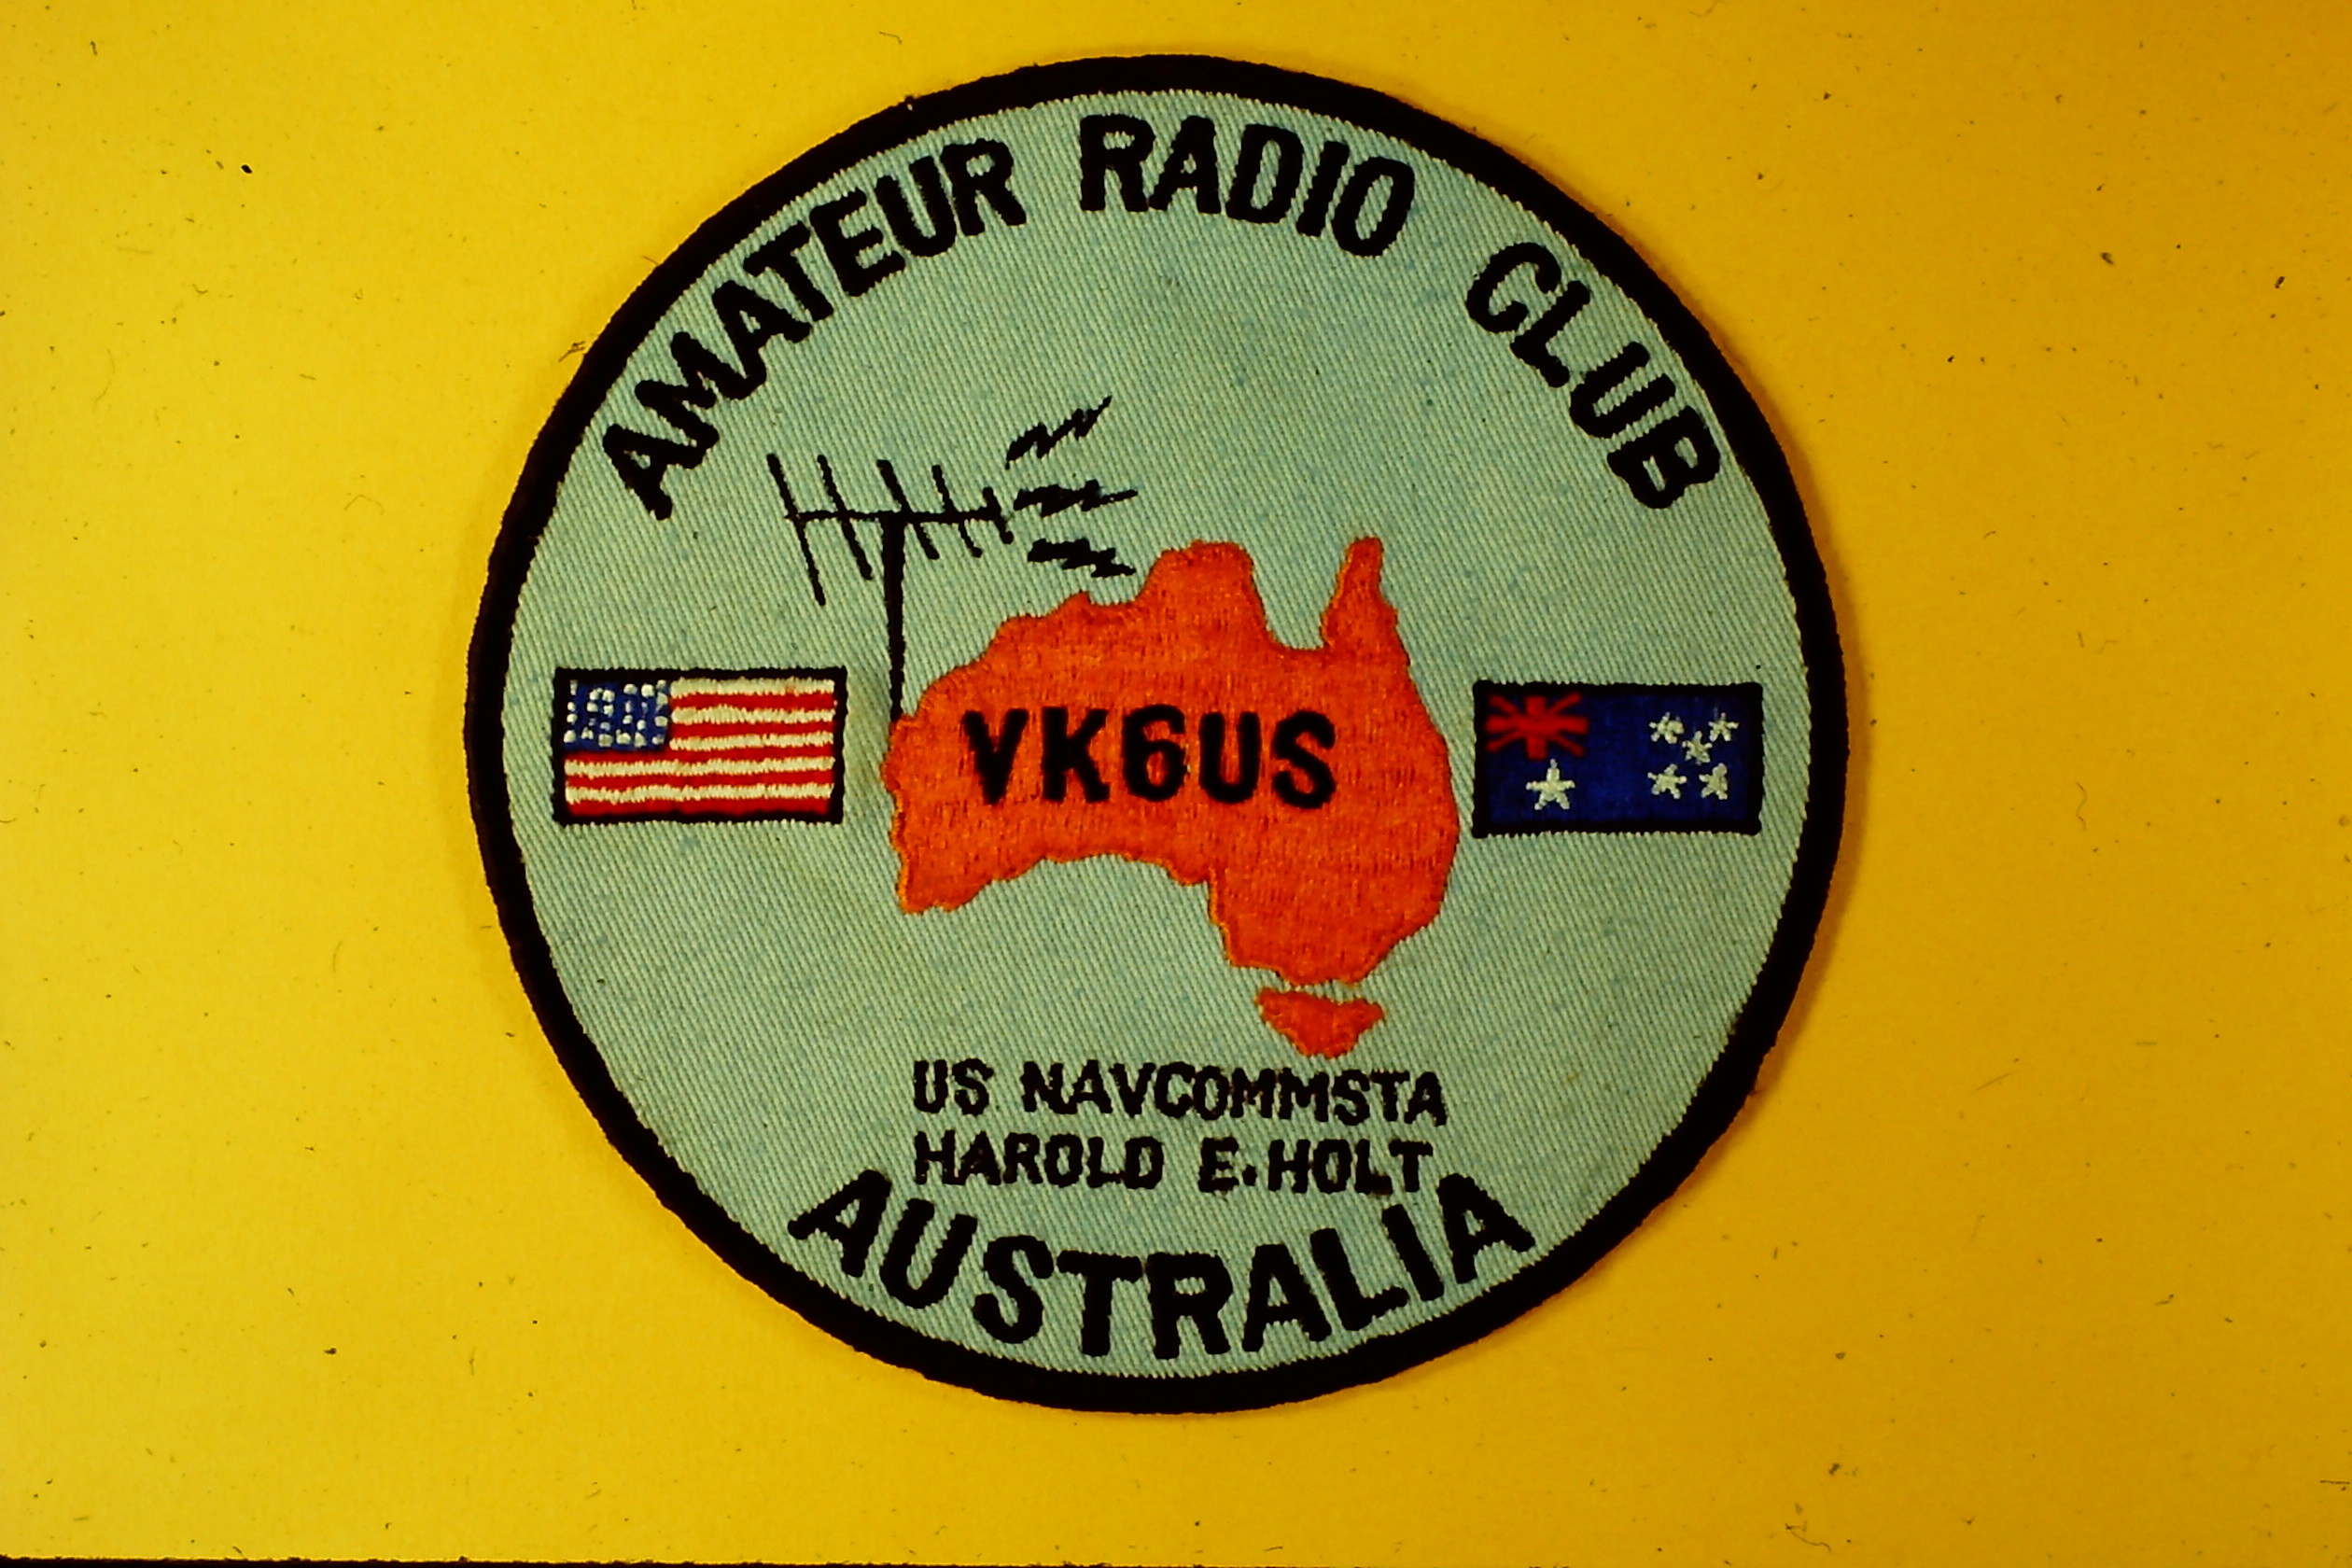 AMATEUR RADIO CLUB
VK6US
US NAVCOMMSTA
HAROLD E. HOLT
AUSTRALIA